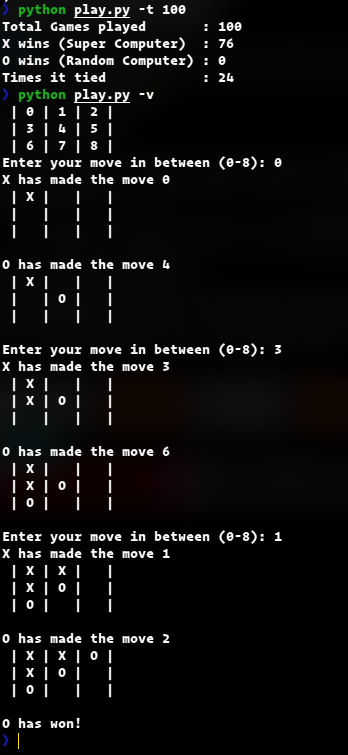 ❯ python play.py -t 100
Total Games played       : 100
X wins (Super Computer)  : 76
O wins (Random Computer) : 0
Times it tied            : 24
❯ python play.py -v
 | 0 | 1 | 2 |
 | 3 | 4 | 5 |
 | 6 | 7 | 8 |
Enter your move in between (0-8): 0
X has made the move 0
 | X |   |   |
 |   |   |   |
 |   |   |   |

O has made the move 4
 | X |   |   |
 |   | O |   |
 |   |   |   |

Enter your move in between (0-8): 3
X has made the move 3
 | X |   |   |
 | X | O |   |
 |   |   |   |

O has made the move 6
 | X |   |   |
 | X | O |   |
 | O |   |   |

Enter your move in between (0-8): 1
X has made the move 1
 | X | X |   |
 | X | O |   |
 | O |   |   |

O has made the move 2
 | X | X | O |
 | X | O |   |
 | O |   |   |

O has won!
❯